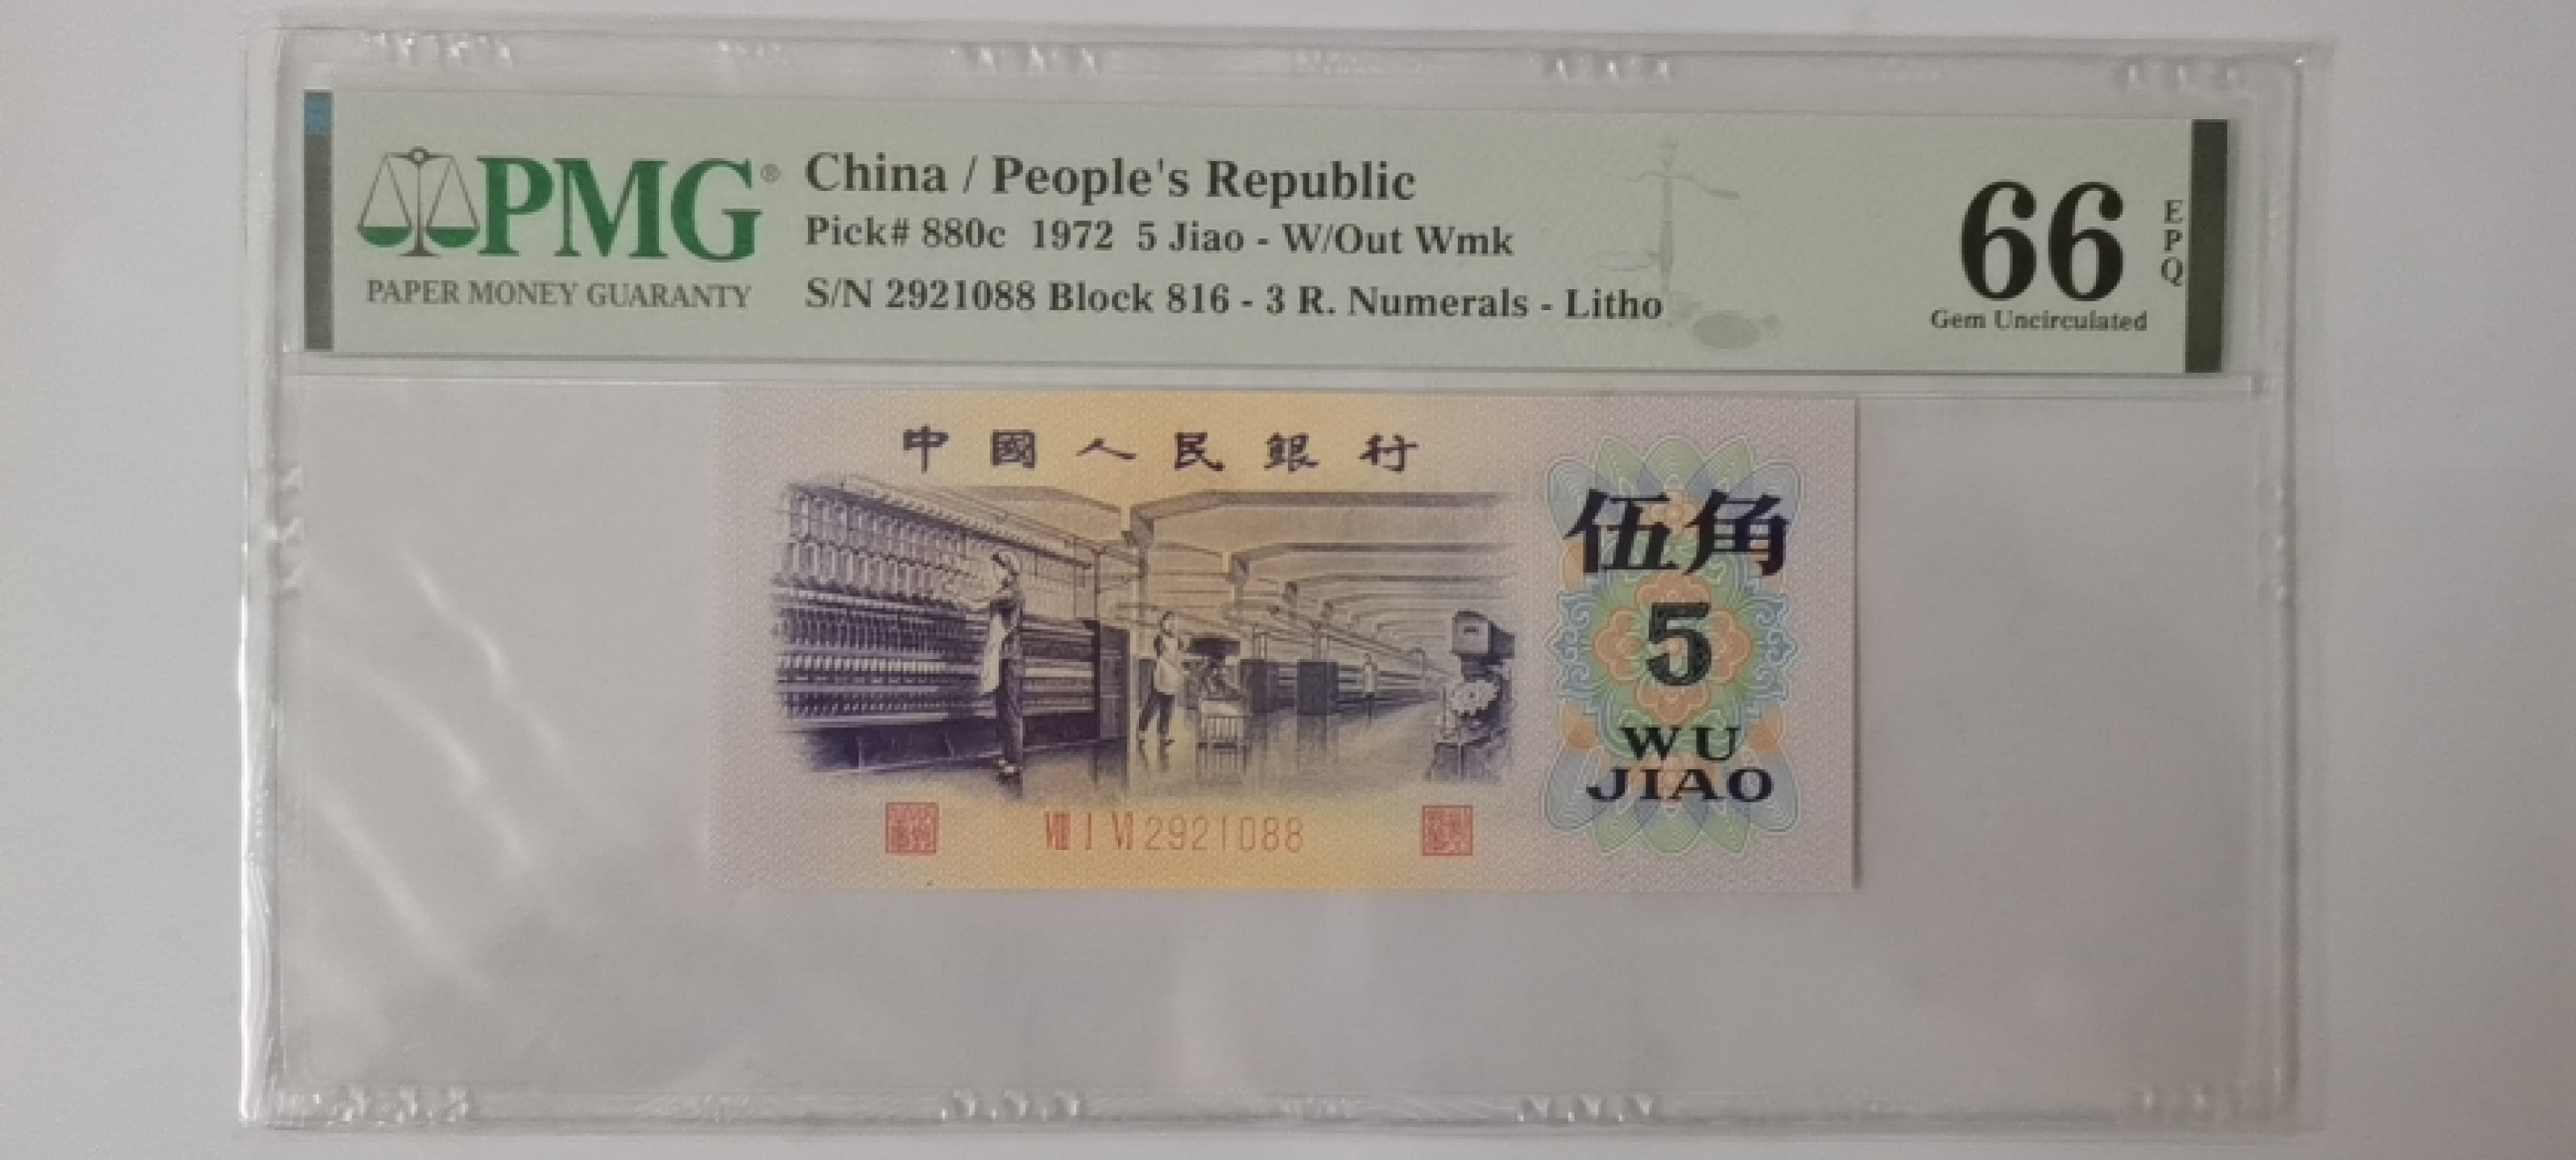 PMG®
PAPER MONEY GUARANTY
China / People's Republic
Pick# 880c 1972 5 Jiao - W/Out Wmk
S/N 2921088 Block 816 - 3 R. Numerals - Litho
66
EPQ
Gem Uncirculated
中國人民銀行
伍角
5
WU
JIAO
Ⅷ Ⅰ Ⅵ 2921088